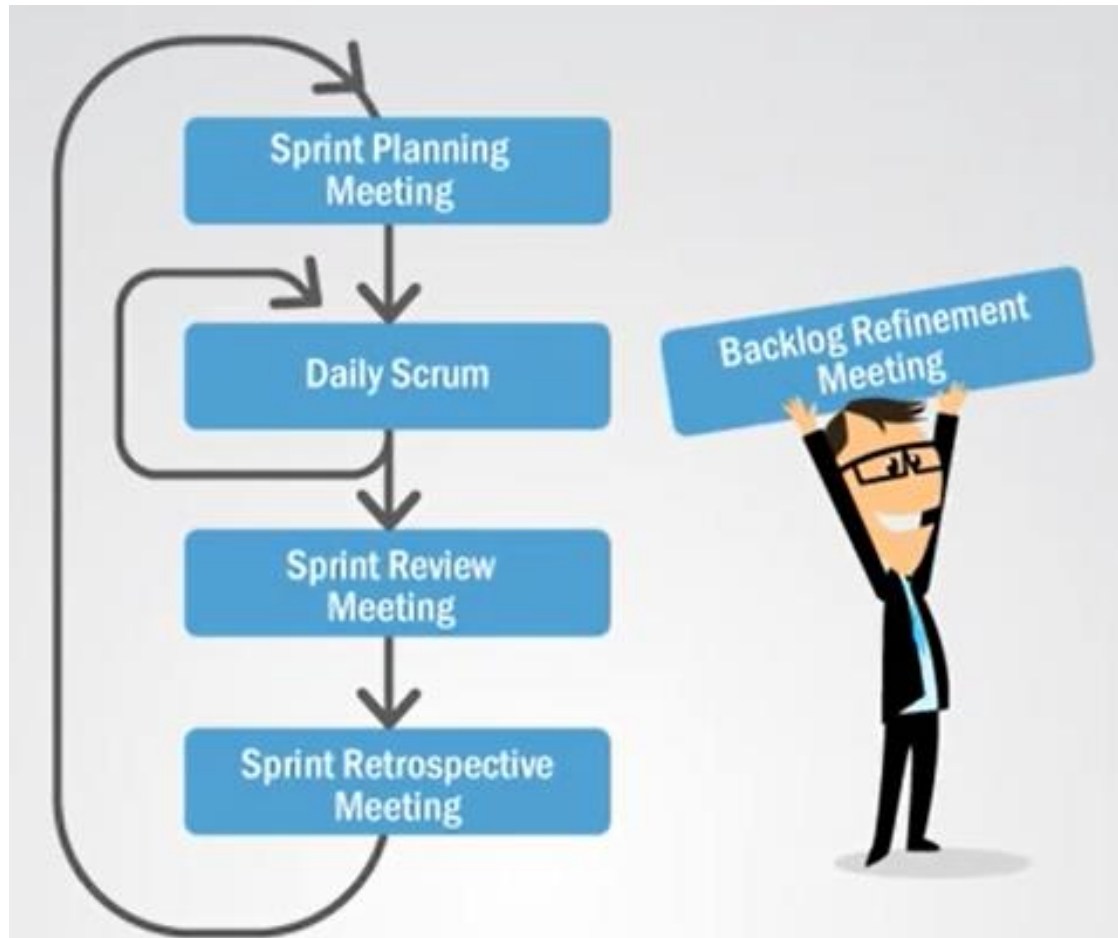 Sprint Planning
Meeting
Daily Scrum
Backlog Refinement
Meeting
Sprint Review
Meeting
Sprint Retrospective
Meeting